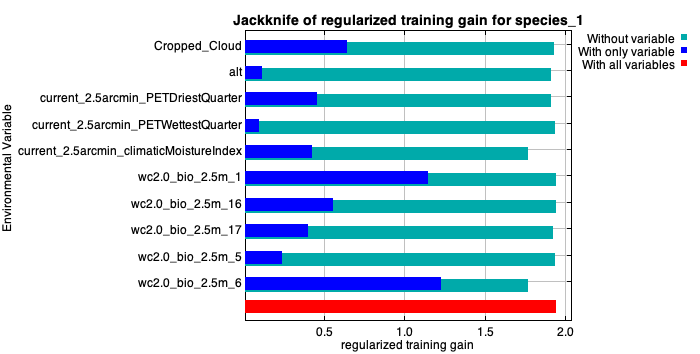 Jackknife of regularized training gain for species_1
Without variable
With only variable
With all variables
Environmental Variable
Cropped_Cloud
alt
current_2.5arcmin_PETDriestQuarter
current_2.5arcmin_PETWettestQuarter
current_2.5arcmin_climaticMoistureIndex
wc2.0_bio_2.5m_1
wc2.0_bio_2.5m_16
wc2.0_bio_2.5m_17
wc2.0_bio_2.5m_5
wc2.0_bio_2.5m_6
0.5 1.0 1.5 2.0
regularized training gain